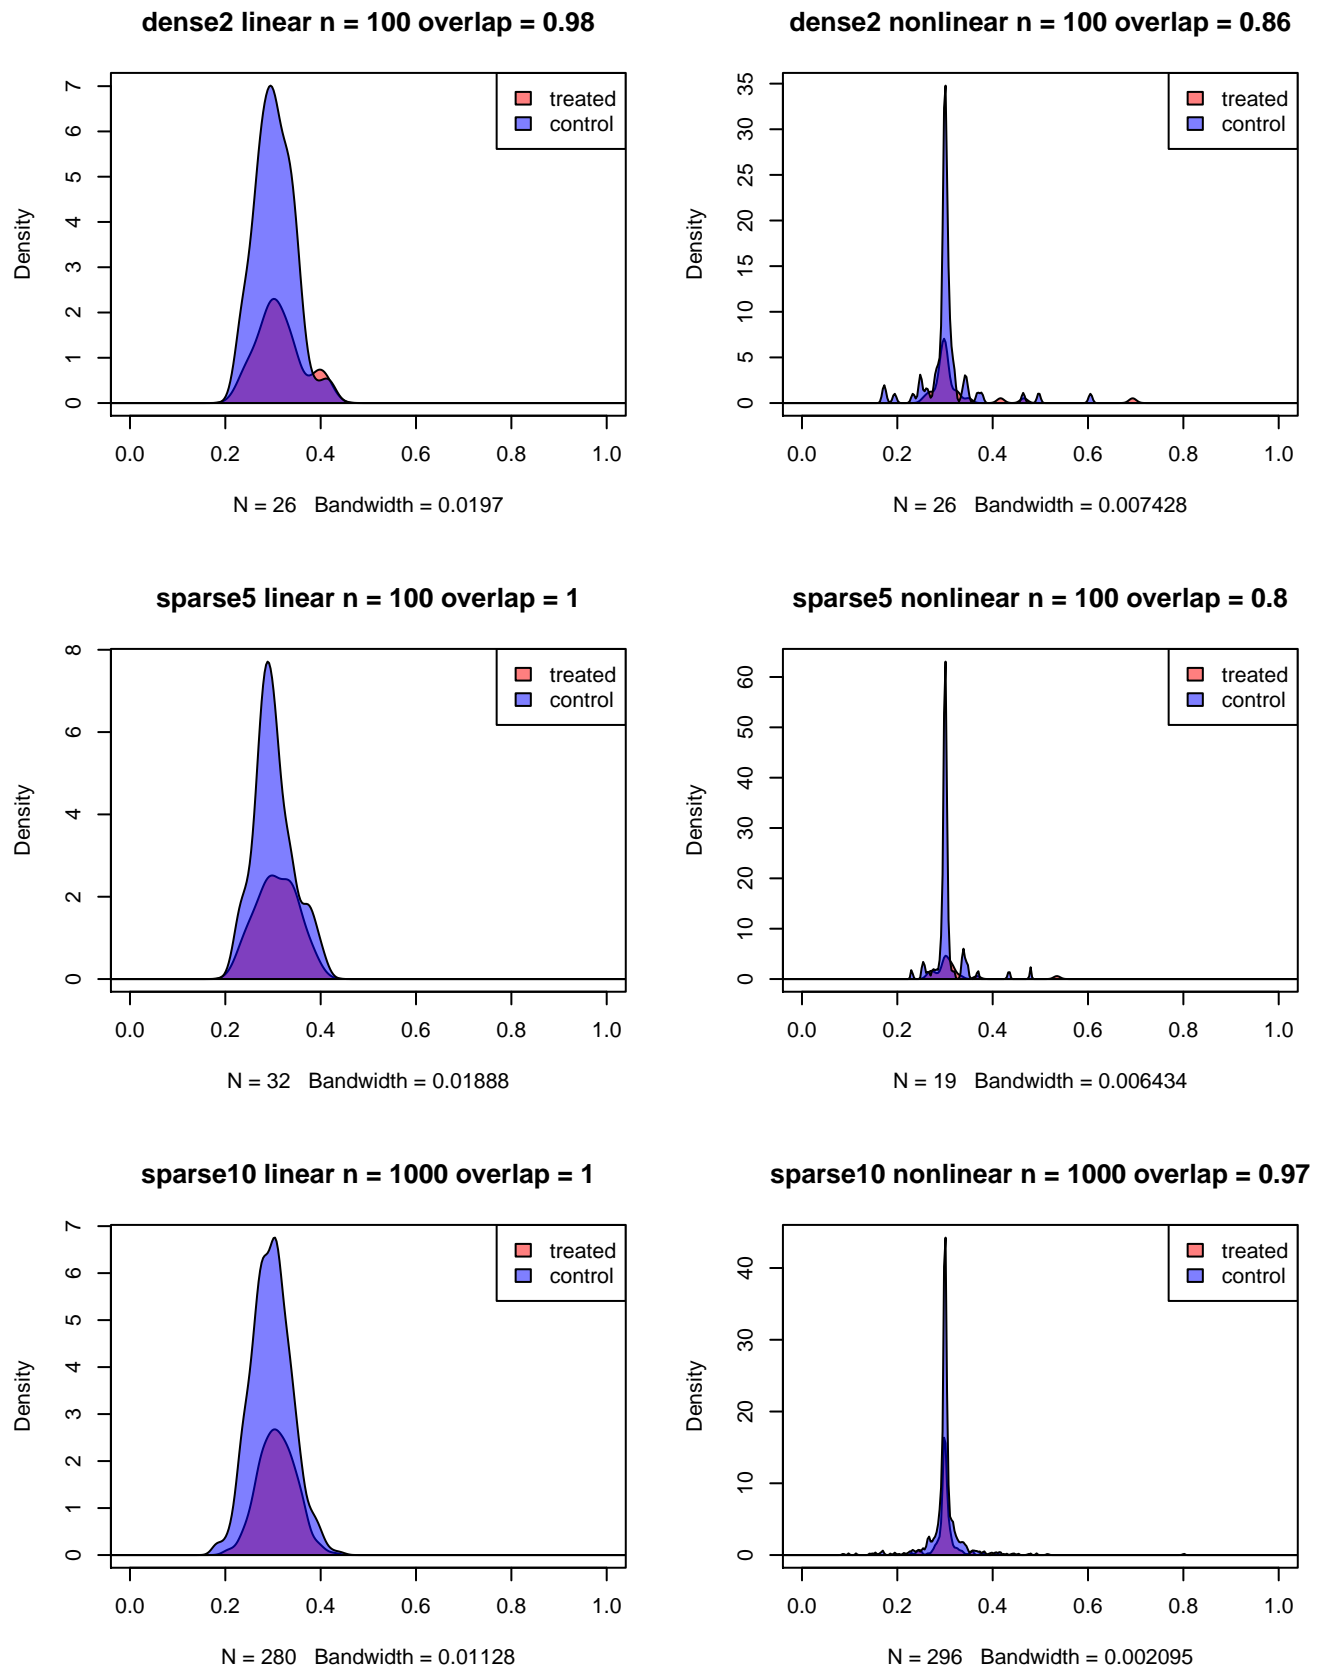 dense2 linear n = 100 overlap = 0.98
treated
control
Density
0 1 2 3 4 5 6 7
0.0 0.2 0.4 0.6 0.8 1.0
N = 26 Bandwidth = 0.0197
dense2 nonlinear n = 100 overlap = 0.86
treated
control
Density
0 5 10 15 20 25 30 35
0.0 0.2 0.4 0.6 0.8 1.0
N = 26 Bandwidth = 0.007428
sparse5 linear n = 100 overlap = 1
treated
control
Density
0 2 4 6 8
0.0 0.2 0.4 0.6 0.8 1.0
N = 32 Bandwidth = 0.01888
sparse5 nonlinear n = 100 overlap = 0.8
treated
control
Density
0 10 20 30 40 50 60
0.0 0.2 0.4 0.6 0.8 1.0
N = 19 Bandwidth = 0.006434
sparse10 linear n = 1000 overlap = 1
treated
control
Density
0 1 2 3 4 5 6 7
0.0 0.2 0.4 0.6 0.8 1.0
N = 280 Bandwidth = 0.01128
sparse10 nonlinear n = 1000 overlap = 0.97
treated
control
Density
0 10 20 30 40
0.0 0.2 0.4 0.6 0.8 1.0
N = 296 Bandwidth = 0.002095